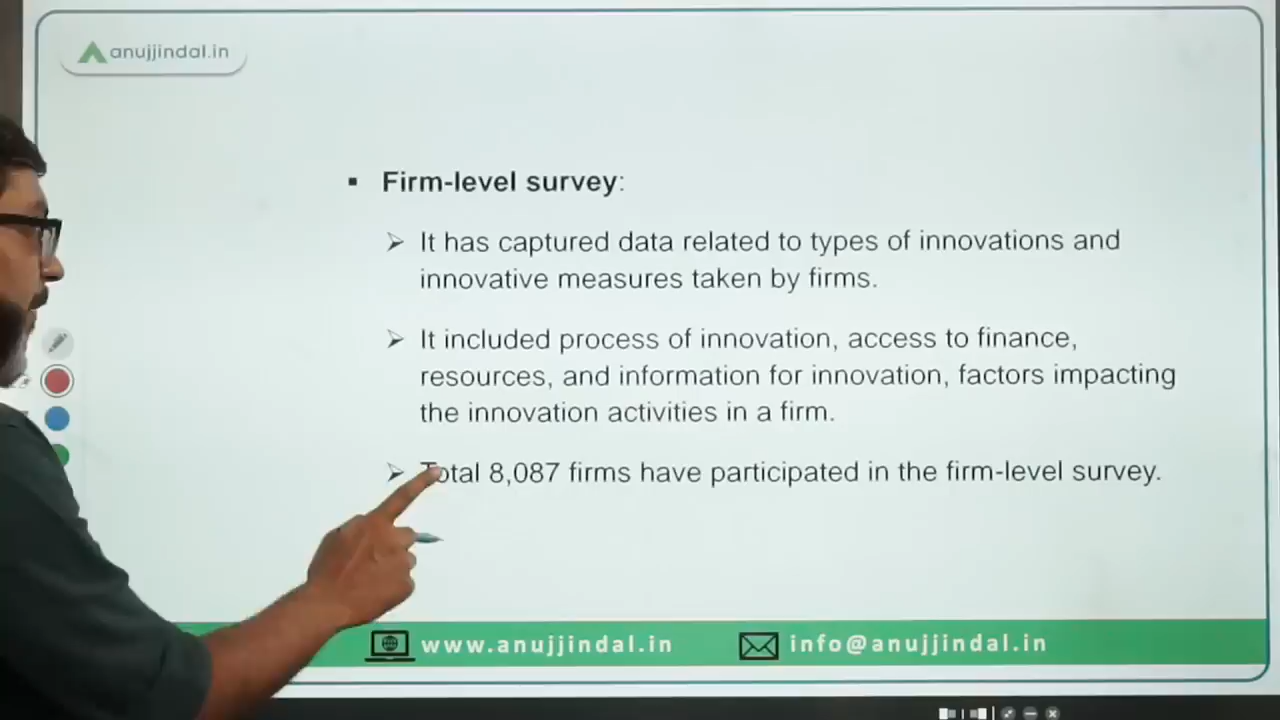 anujjindal.in
Firm-level survey:
It has captured data related to types of innovations and
innovative measures taken by firms.
It included process of innovation, access to finance,
resources, and information for innovation, factors impacting
the innovation activities in a firm.
Total 8,087 firms have participated in the firm-level survey.
www.anujjindal.in info@anujjindal.in